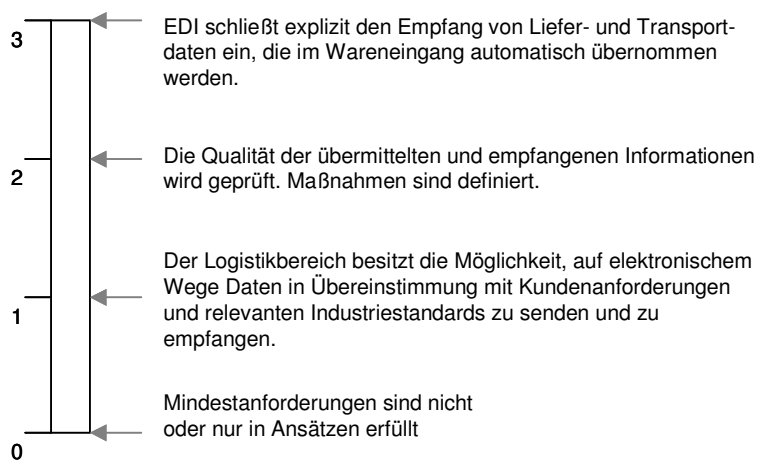 3
EDI schließt explizit den Empfang von Liefer- und Transport-
daten ein, die im Wareneingang automatisch übernommen
werden.
2
Die Qualität der übermittelten und empfangenen Informationen
wird geprüft. Maßnahmen sind definiert.
1
Der Logistikbereich besitzt die Möglichkeit, auf elektronischem
Wege Daten in Übereinstimmung mit Kundenanforderungen
und relevanten Industriestandards zu senden und zu
empfangen.
0
Mindestanforderungen sind nicht
oder nur in Ansätzen erfüllt